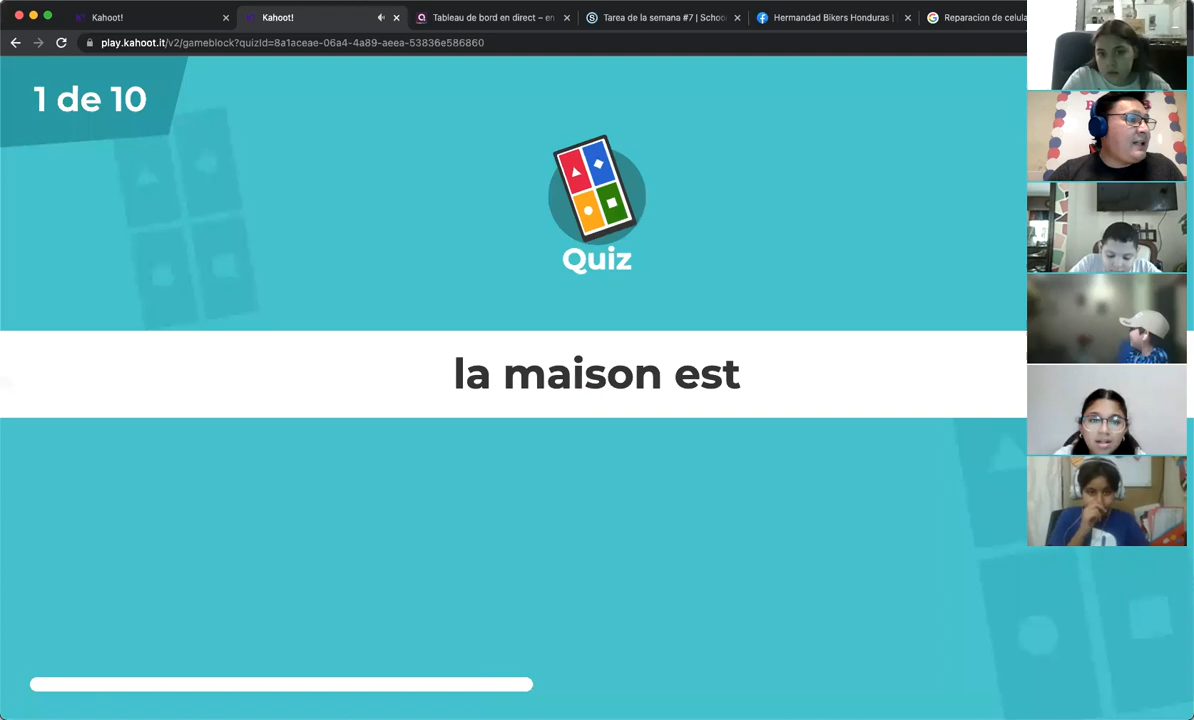 Kahoot!
Kahoot!
Tableau de bord en direct – en
Tarea de la semana #7 | Schoo
Hermandad Bikers Honduras |
Reparacion de celula
play.kahoot.it/v2/gameblock?quizId=8a1aceae-06a4-4a89-aeea-53836e586860
1 de 10
Quiz
la maison est